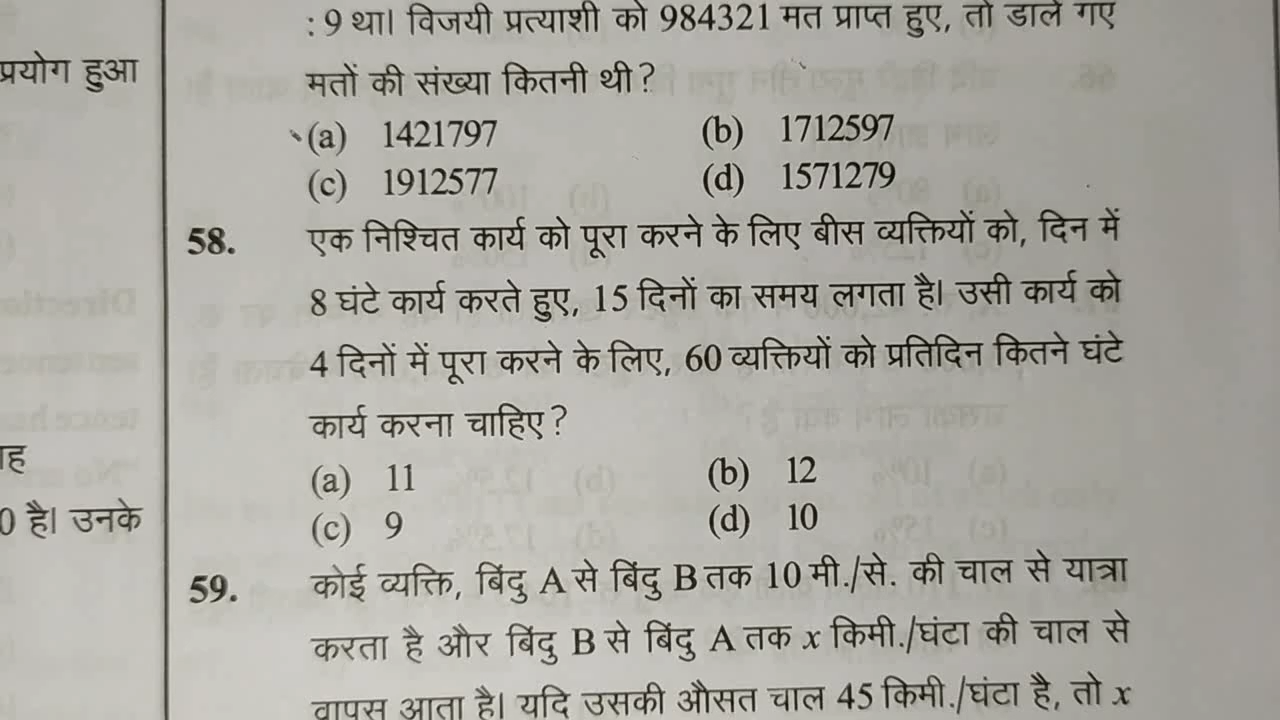 : 9 था। विजयी प्रत्याशी को 984321 मत प्राप्त हुए, तो डाले गए
प्रयोग हुआ
मतों की संख्या कितनी थी?
(a) 1421797 (b) 1712597
(c) 1912577 (d) 1571279
58. एक निश्चित कार्य को पूरा करने के लिए बीस व्यक्तियों को, दिन में
8 घंटे कार्य करते हुए, 15 दिनों का समय लगता है। उसी कार्य को
4 दिनों में पूरा करने के लिए, 60 व्यक्तियों को प्रतिदिन कितने घंटे
कार्य करना चाहिए?
(a) 11 (b) 12
(c) 9 (d) 10
0 है। उनके
59. कोई व्यक्ति, बिंदु A से बिंदु B तक 10 मी./से. की चाल से यात्रा
करता है और बिंदु B से बिंदु A तक x किमी./घंटा की चाल से
वापस आता है। यदि उसकी औसत चाल 45 किमी./घंटा है, तो x